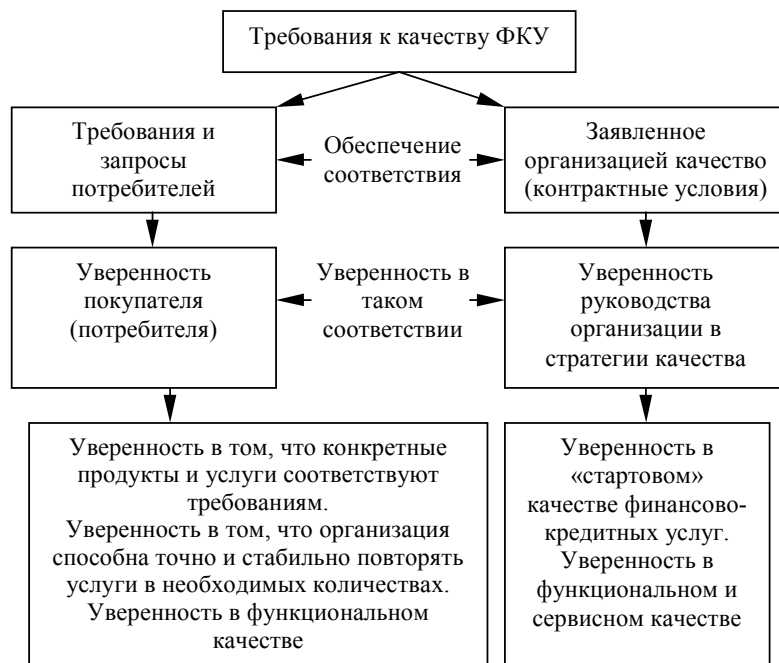 Требования к качеству ФКУ
Требования и
запросы
потребителей
Обеспечение
соответствия
Заявленное
организацией качество
(контрактные условия)
Уверенность
покупателя
(потребителя)
Уверенность в
таком
соответствии
Уверенность
руководства
организации в
стратегии качества
Уверенность в том, что конкретные
продукты и услуги соответствуют
требованиям.
Уверенность в том, что организация
способна точно и стабильно повторять
услуги в необходимых количествах.
Уверенность в функциональном
качестве
Уверенность в
«стартовом»
качестве финансово-
кредитных услуг.
Уверенность в
функциональном и
сервисном качестве